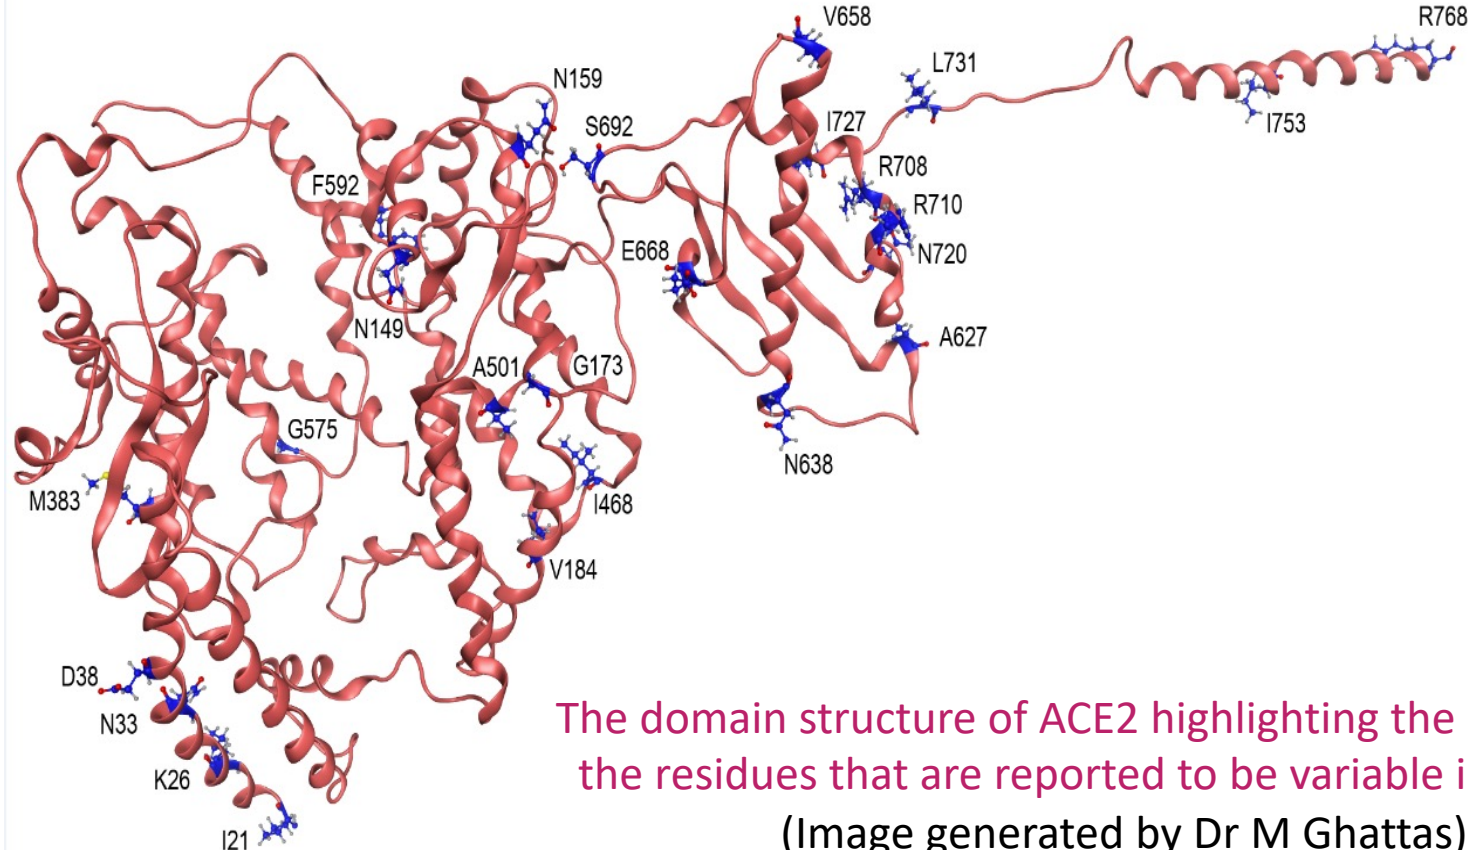 V658
R768
N159
L731
S692
I727
I753
F592
R708
R710
E668
N720
N149
A627
A501
G173
G575
N638
M383
I468
V184
D38
N33
K26
I21
The domain structure of ACE2 highlighting the
the residues that are reported to be variable i
(Image generated by Dr M Ghattas)